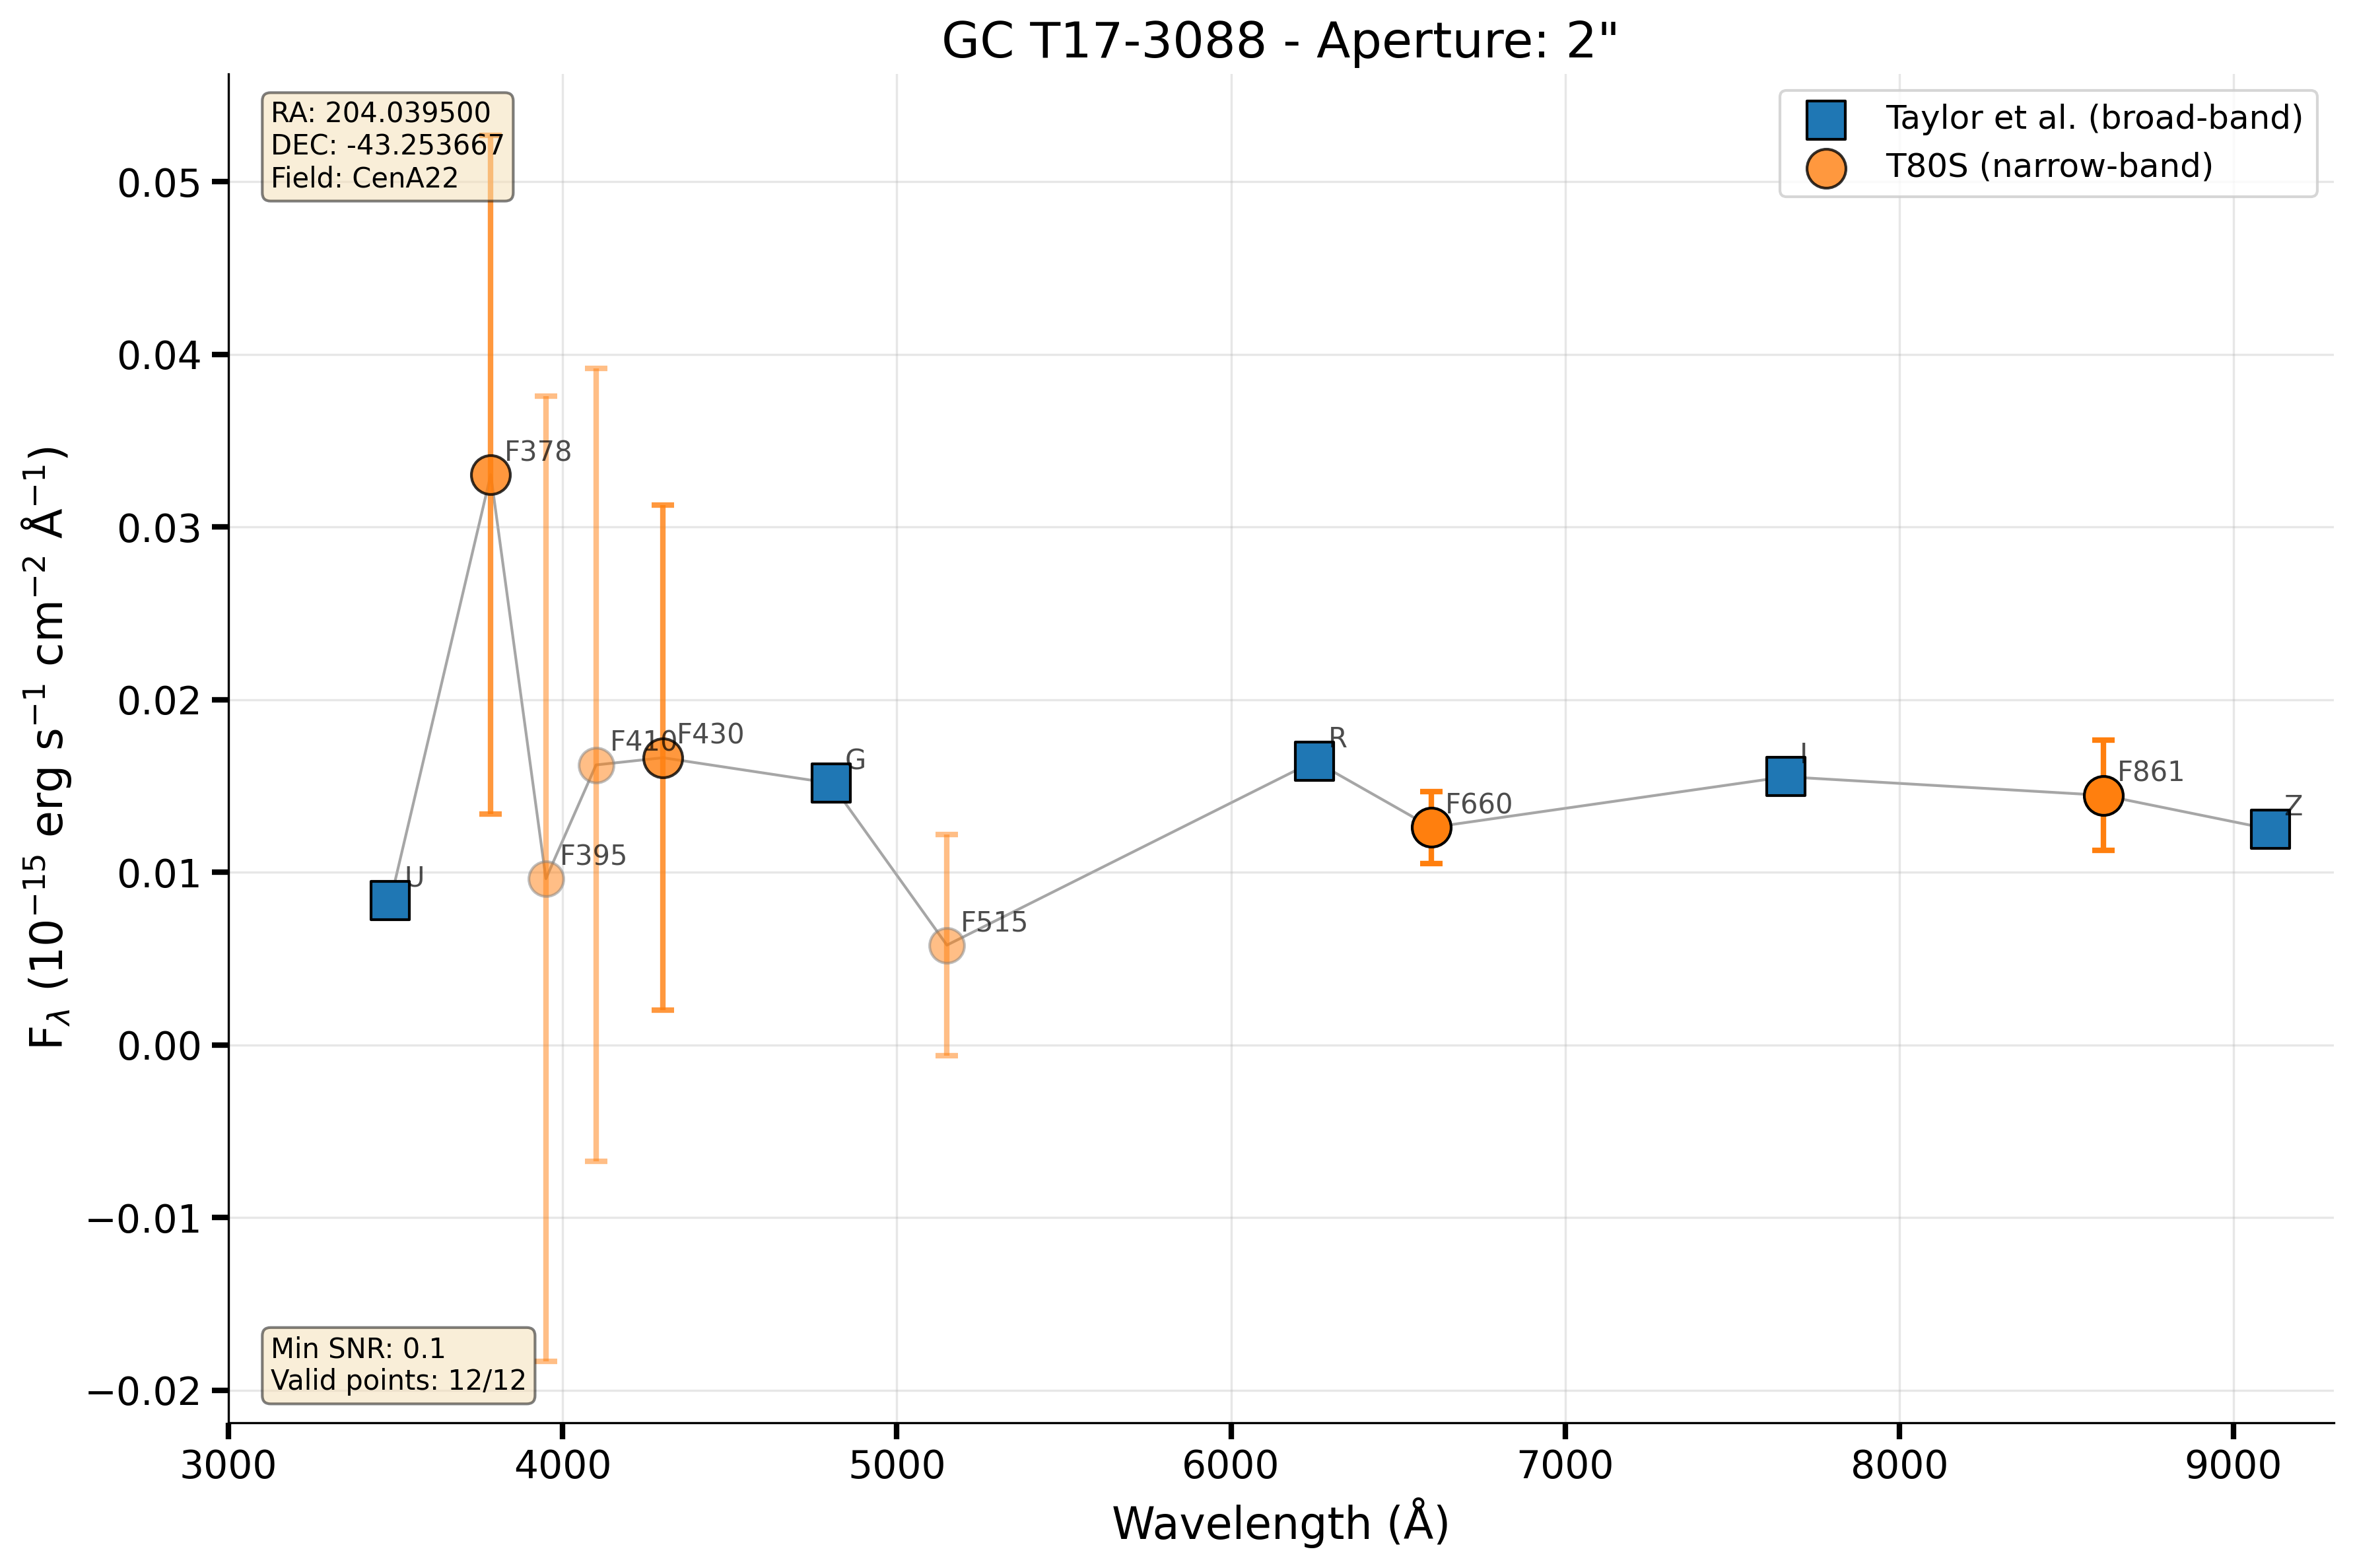 GC T17-3088 - Aperture: 2"
RA: 204.039500
DEC: -43.253667
Field: CenA22
Taylor et al. (broad-band)
T80S (narrow-band)
F_λ (10⁻¹⁵ erg s⁻¹ cm⁻² Å⁻¹)
0.05
0.04
0.03
0.02
0.01
0.00
−0.01
−0.02
U
F378
F395
F410
F430
G
F515
R
F660
I
F861
Z
Min SNR: 0.1
Valid points: 12/12
3000 4000 5000 6000 7000 8000 9000
Wavelength (Å)